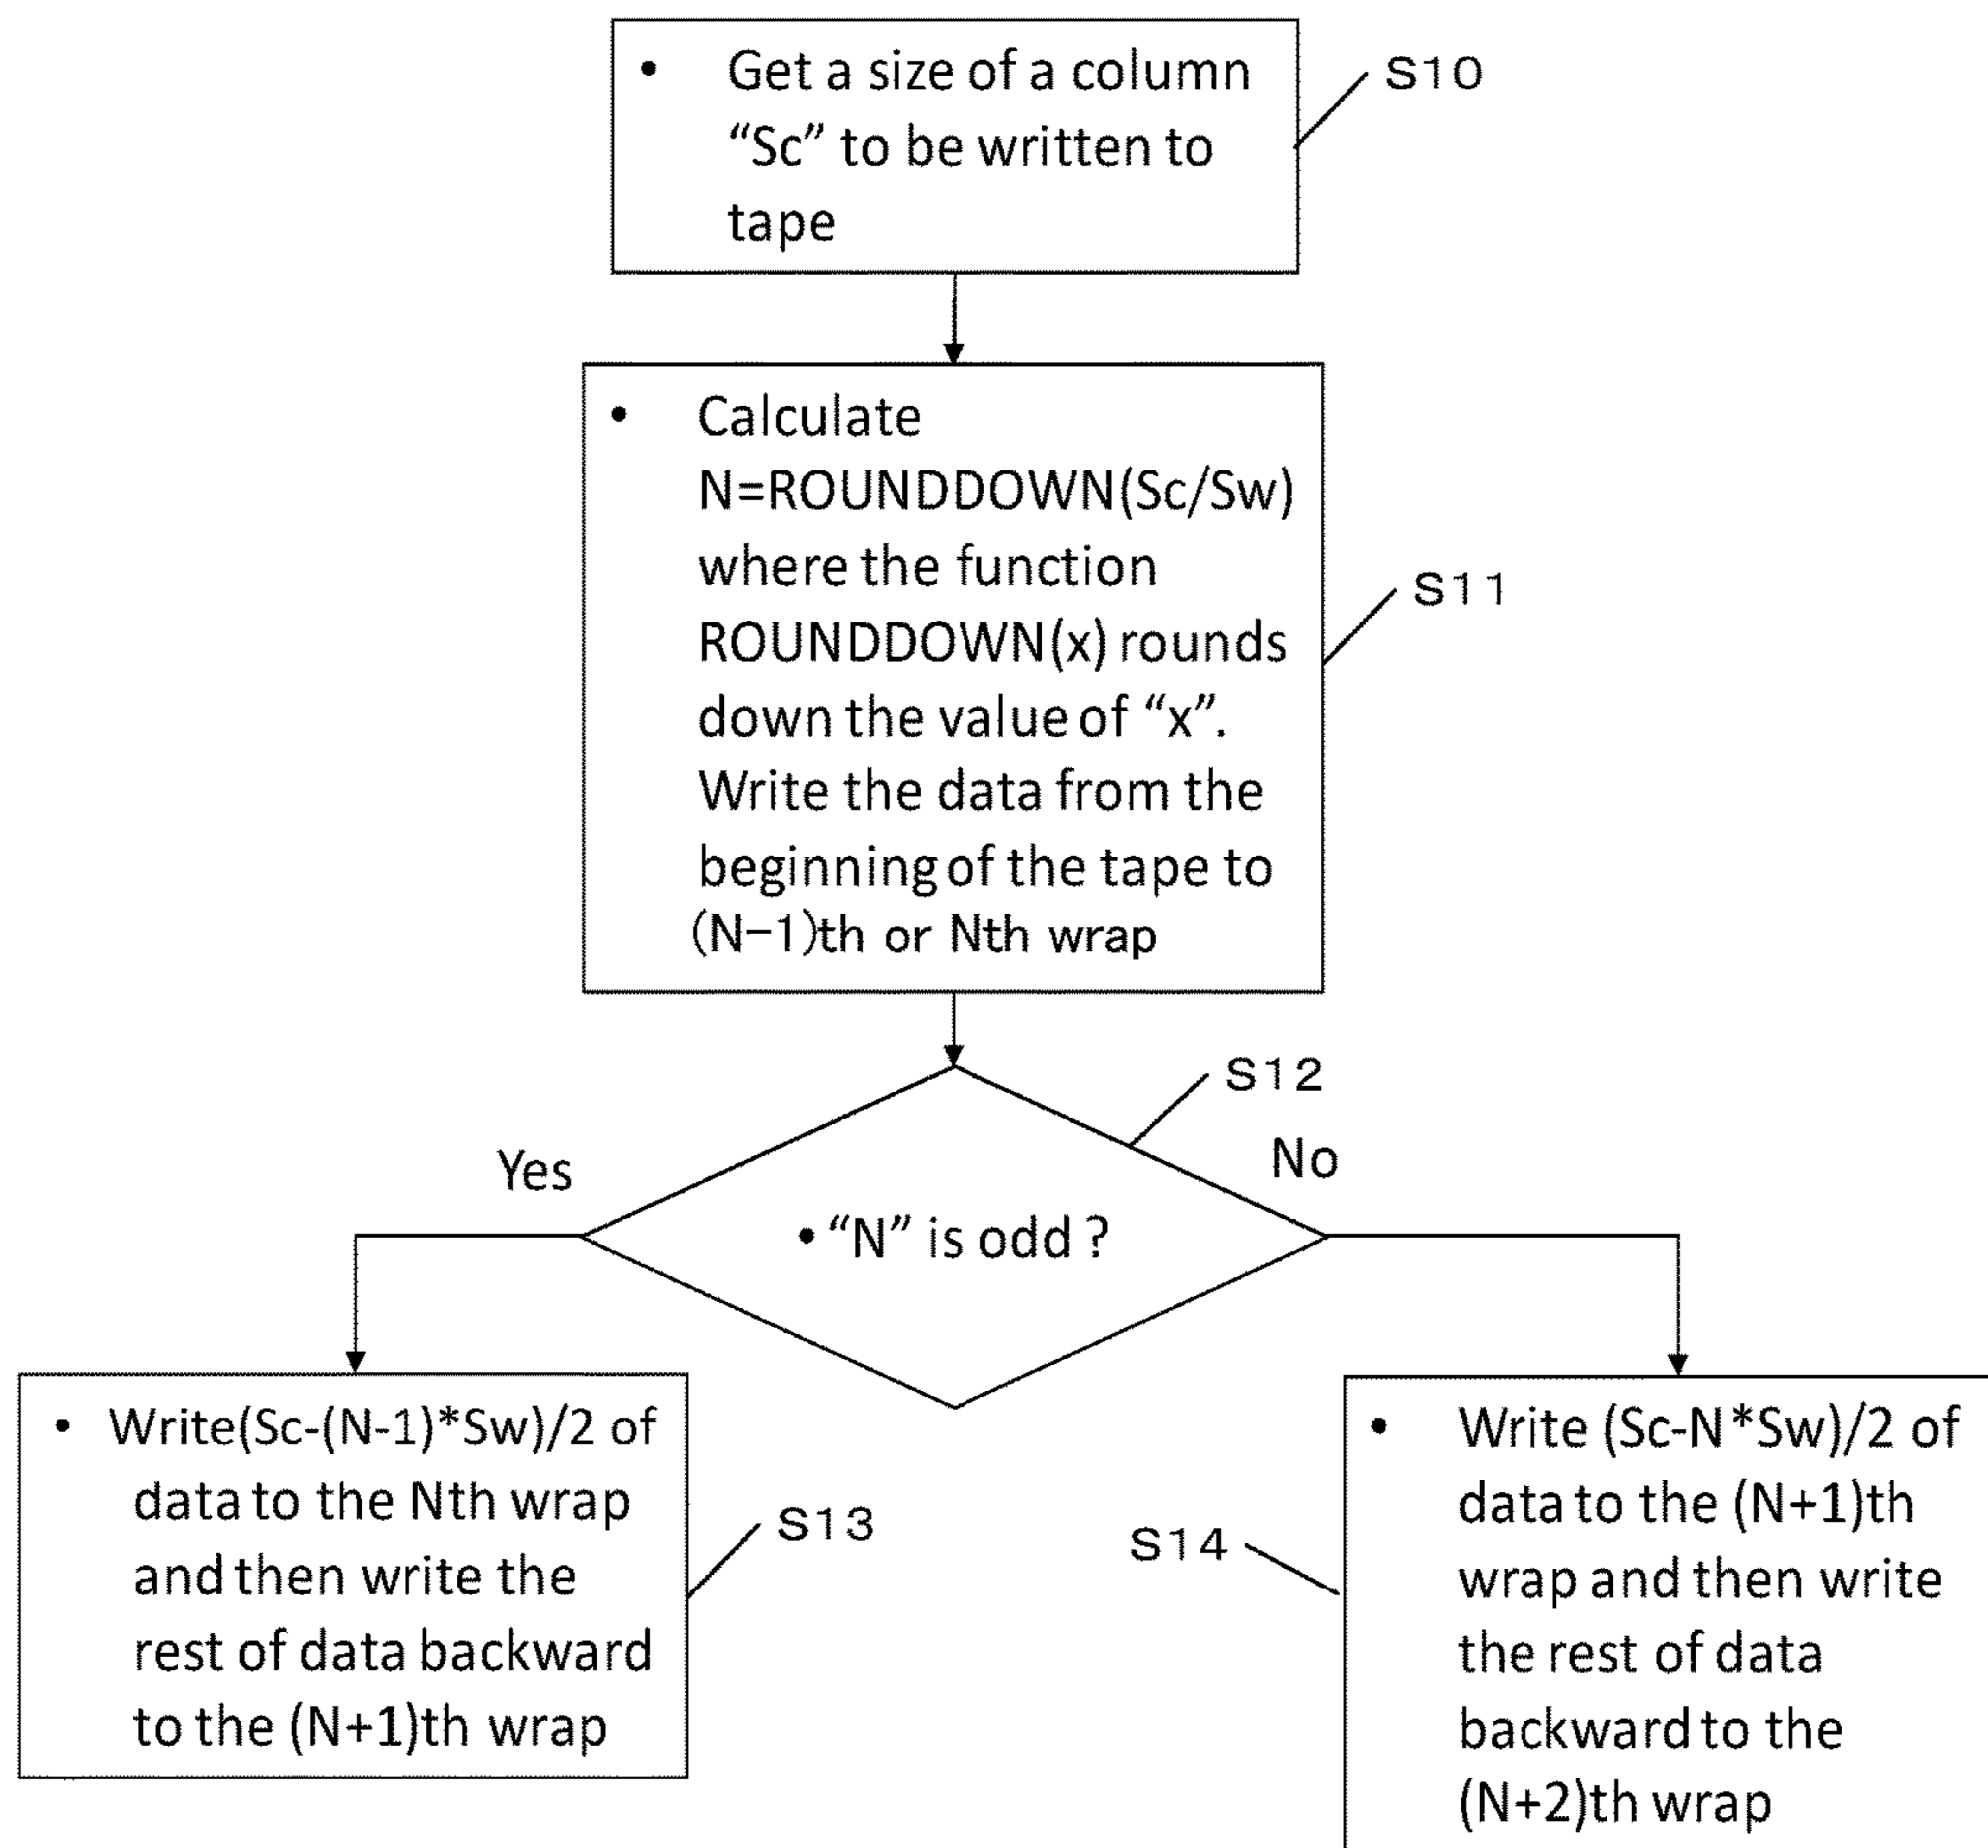 • Get a size of a column
“Sc” to be written to
tape
S10
• Calculate
N=ROUNDDOWN(Sc/Sw)
where the function
ROUNDDOWN(x) rounds
down the value of “x”.
Write the data from the
beginning of the tape to
(N-1)th or Nth wrap
S11
S12
Yes
No
• “N” is odd ?
• Write(Sc-(N-1)*Sw)/2 of
data to the Nth wrap
and then write the
rest of data backward
to the (N+1)th wrap
S13
S14
• Write (Sc-N*Sw)/2 of
data to the (N+1)th
wrap and then write
the rest of data
backward to the
(N+2)th wrap